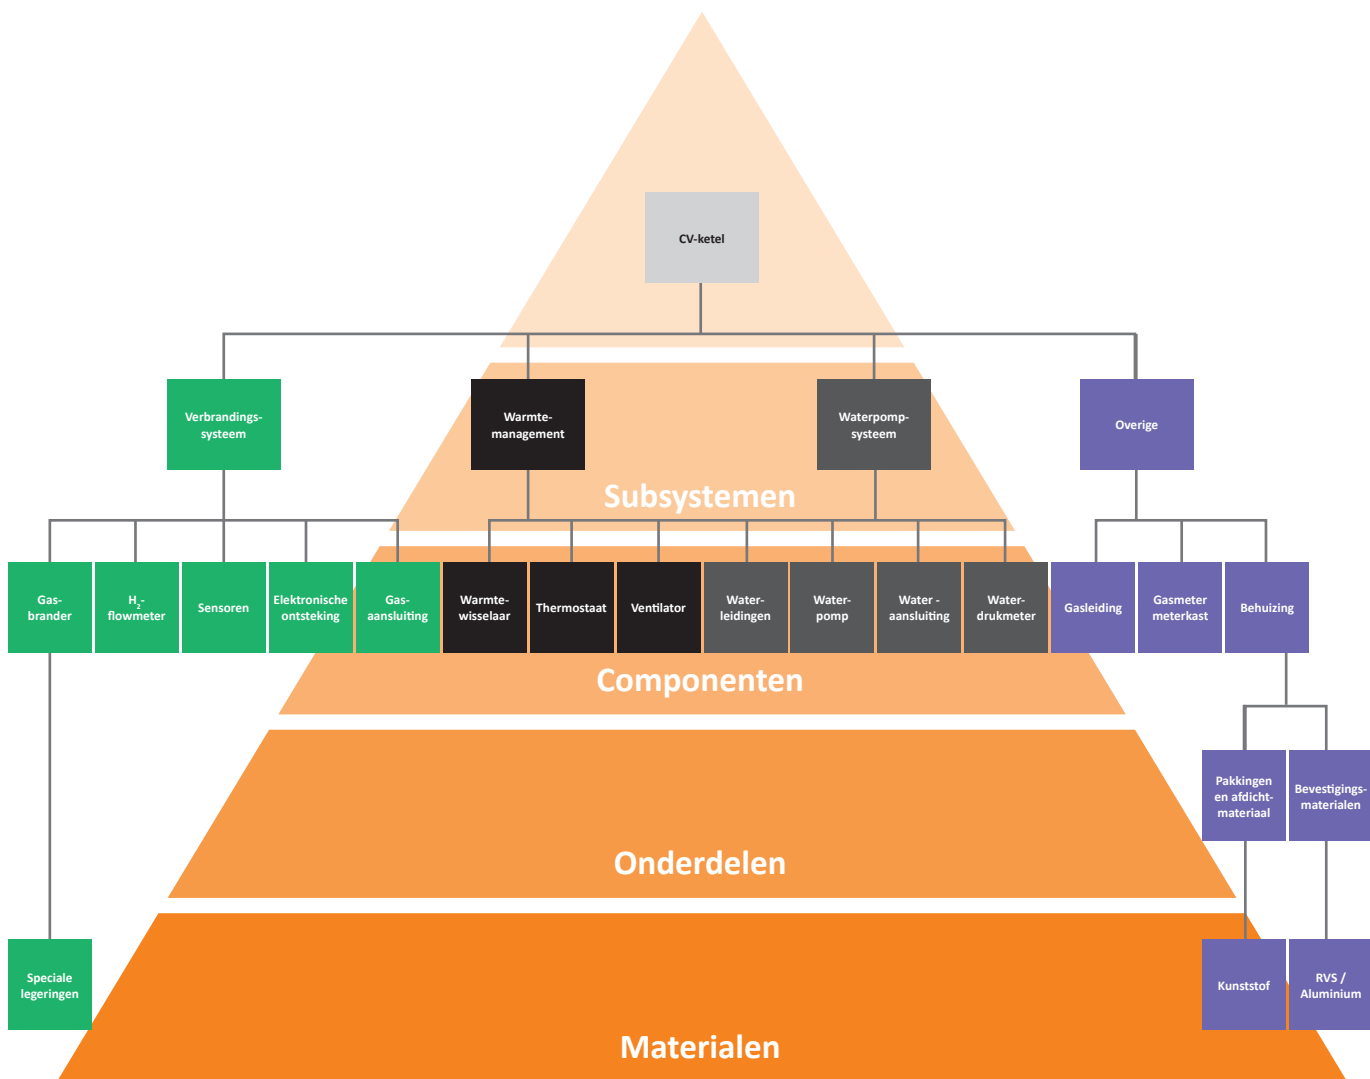 CV-ketel
Verbrandings-
systeem
Warmte-
management
Waterpomp-
systeem
Overige
Subsystemen
Gas-
brander
H₂-
flowmeter
Sensoren
Elektronische
ontsteking
Gas-
aansluiting
Warmte-
wisselaar
Thermostaat
Ventilator
Water-
leidingen
Water-
pomp
Water -
aansluiting
Water-
drukmeter
Gasleiding
Gasmeter
meterkast
Behuizing
Componenten
Pakkingen
en afdicht-
materiaal
Bevestigings-
materialen
Onderdelen
Speciale
legeringen
Kunststof
RVS /
Aluminium
Materialen